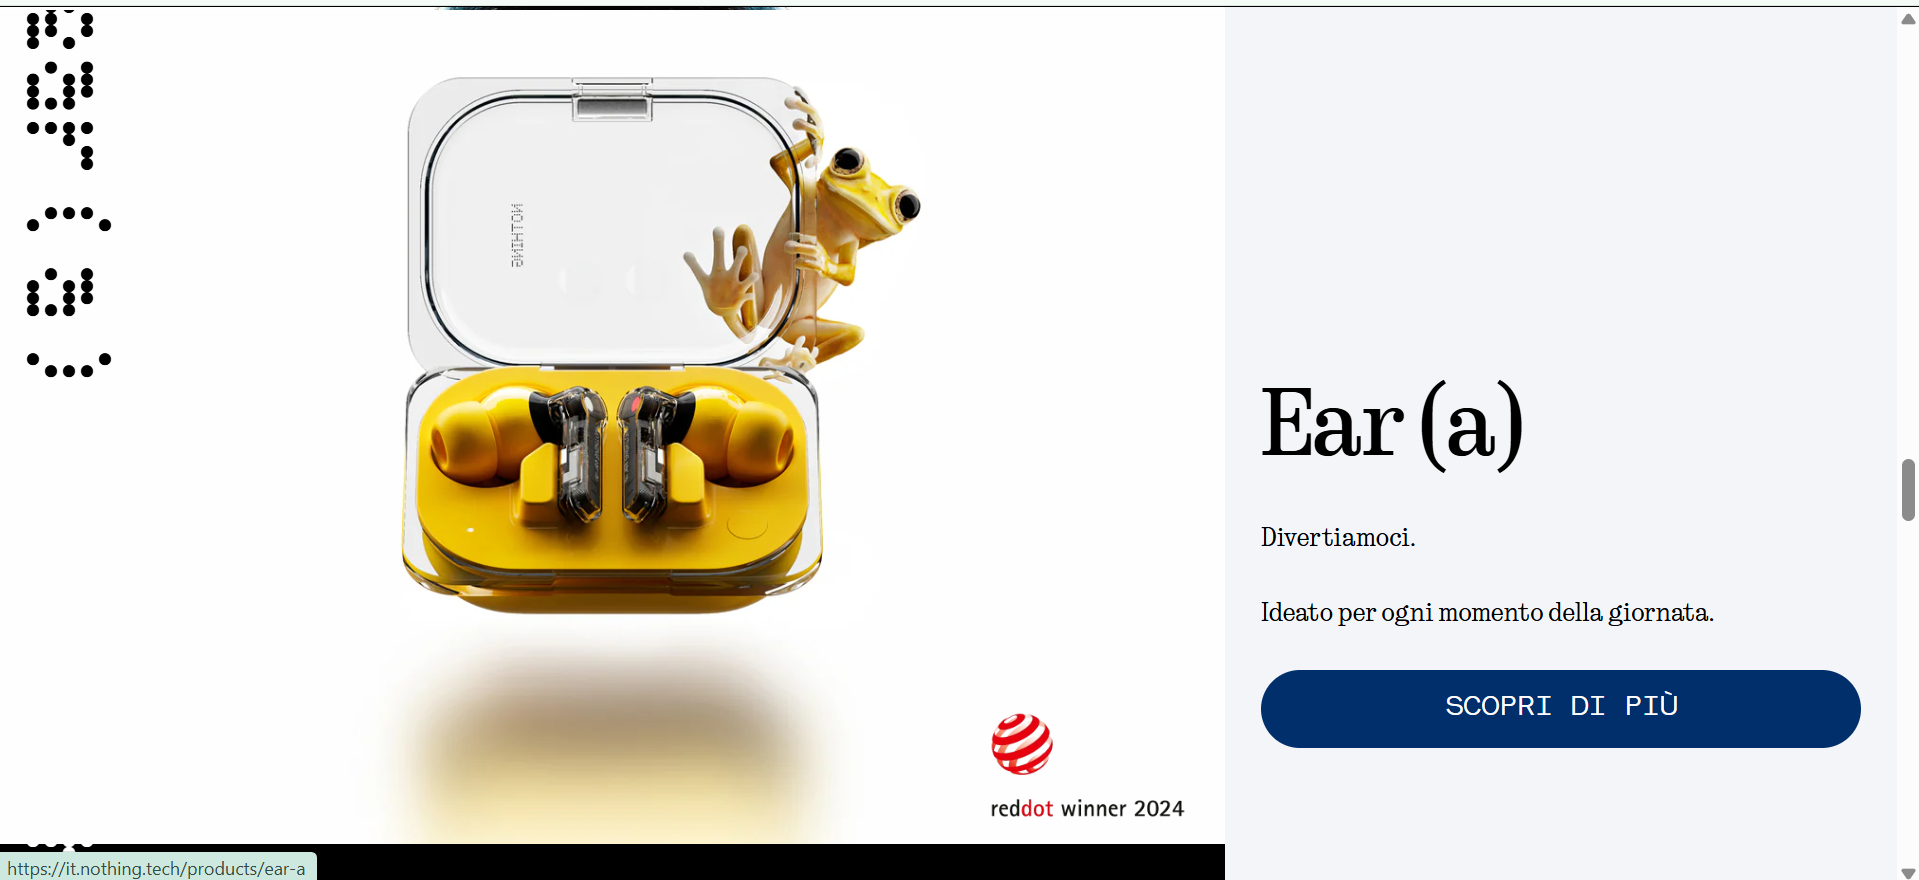 Ear (a)
NOTHING
Ear (a)
Divertiamoci.
Ideato per ogni momento della giornata.
SCOPRI DI PIÙ
reddot winner 2024
https://it.nothing.tech/products/ear-a